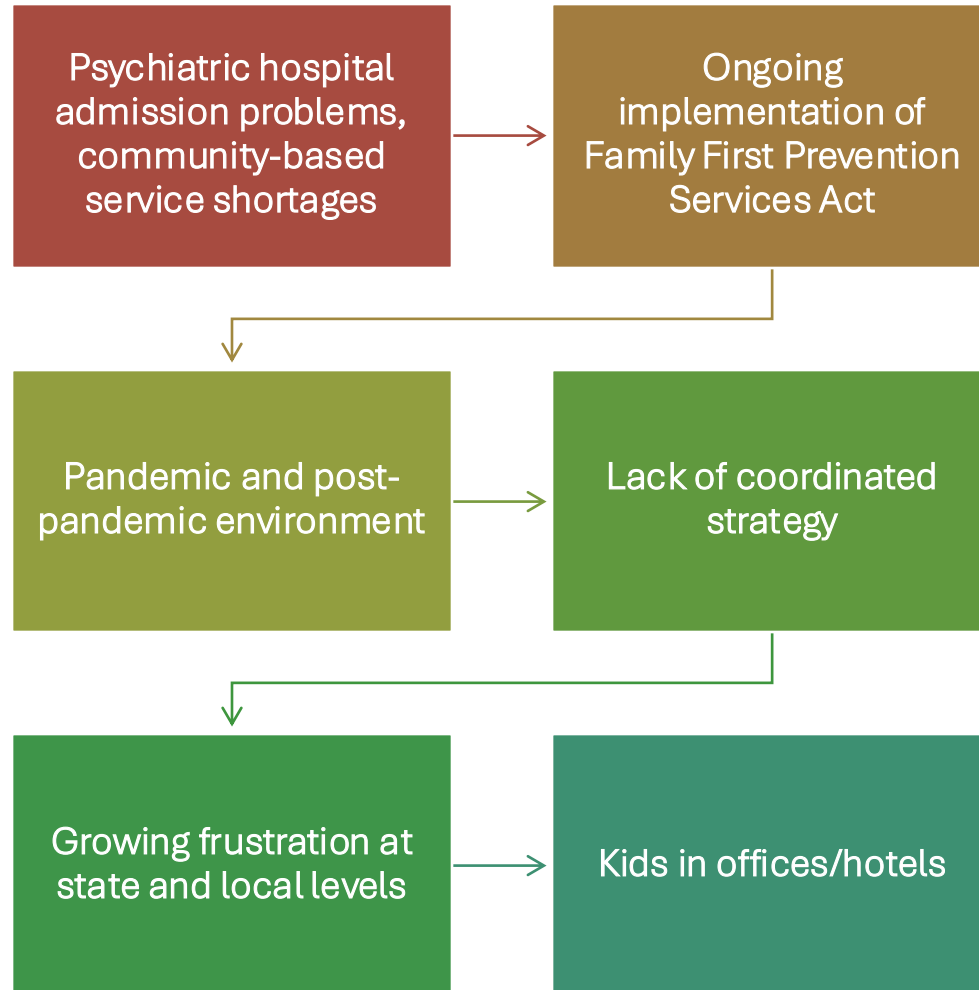 Psychiatric hospital
admission problems,
community-based
service shortages
Ongoing
implementation of
Family First Prevention
Services Act
Pandemic and post-
pandemic environment
Lack of coordinated
strategy
Growing frustration at
state and local levels
Kids in offices/hotels